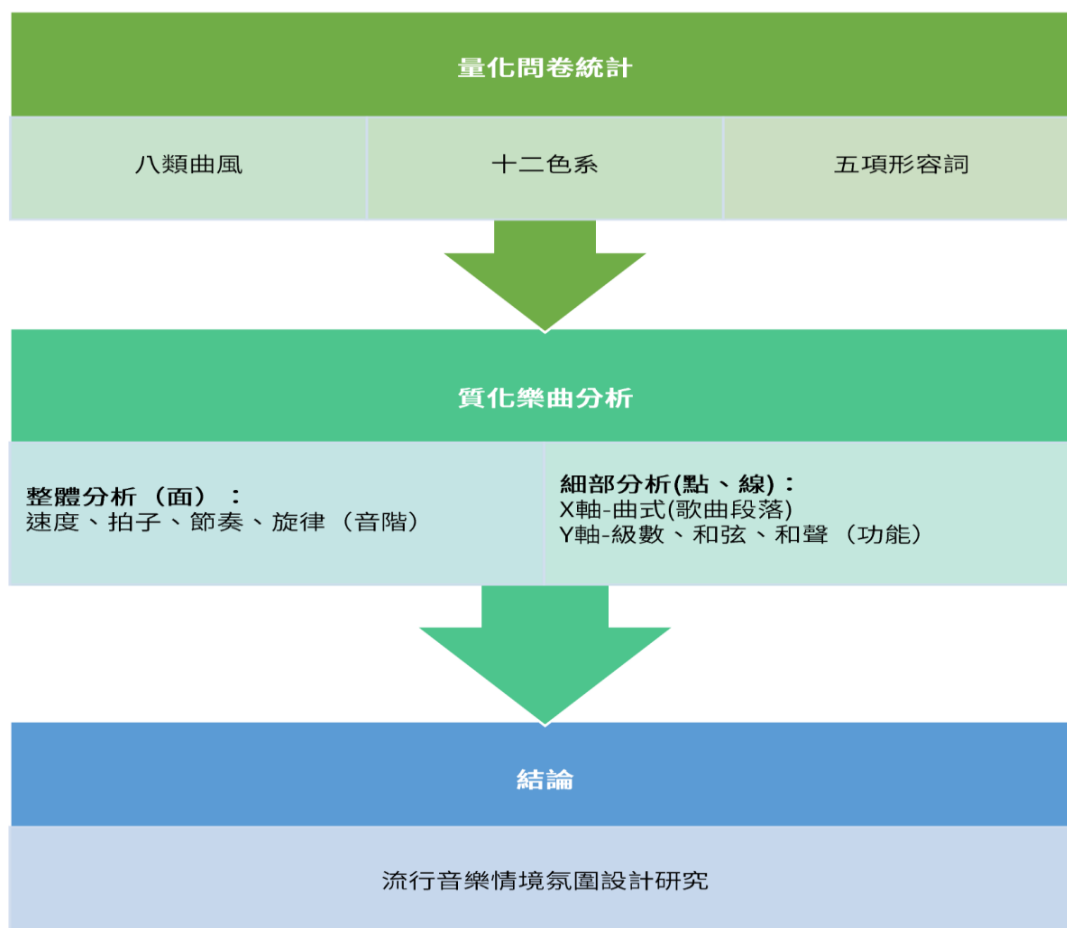 量化問卷統計
八類曲風
十二色系
五項形容詞
質化樂曲分析
整體分析（面）：
速度、拍子、節奏、旋律（音階）
細部分析(點、線)：
X軸-曲式(歌曲段落)
Y軸-級數、和弦、和聲（功能）
結論
流行音樂情境氛圍設計研究